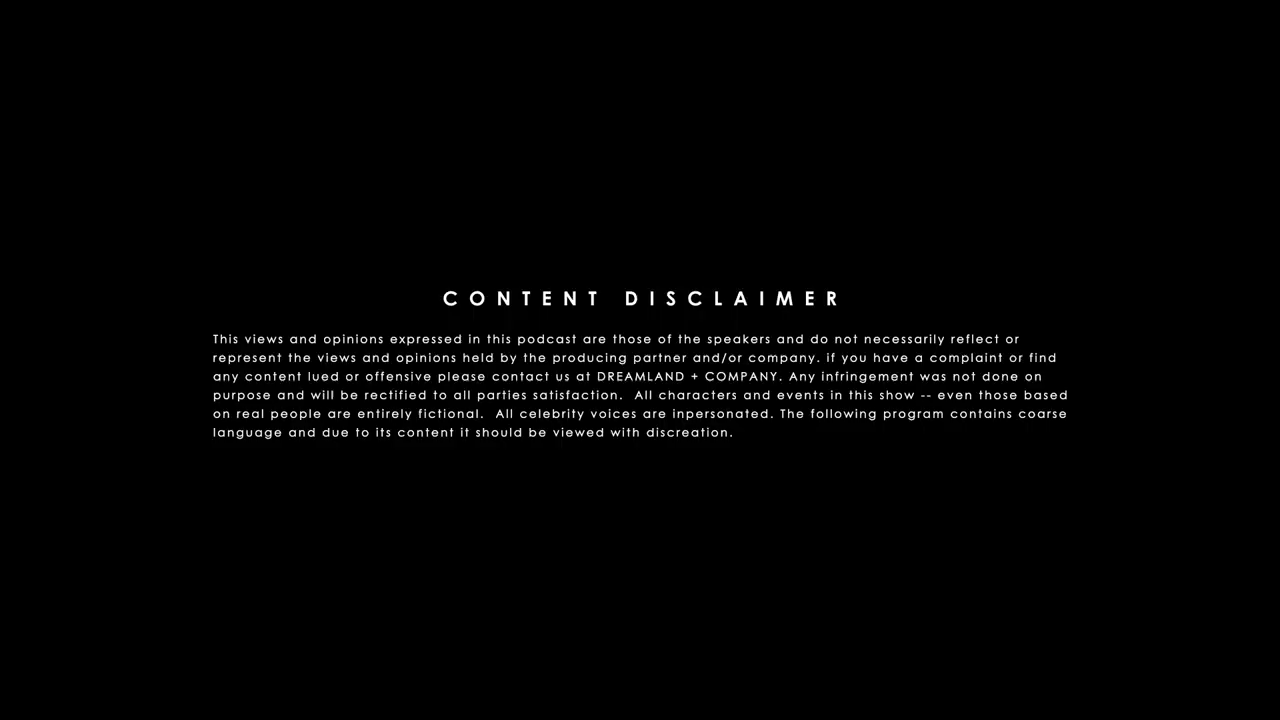 CONTENT DISCLAIMER
This views and opinions expressed in this podcast are those of the speakers and do not necessarily reflect or
represent the views and opinions held by the producing partner and/or company. if you have a complaint or find
any content lued or offensive please contact us at DREAMLAND + COMPANY. Any infringement was not done on
purpose and will be rectified to all parties satisfaction.  All characters and events in this show -- even those based
on real people are entirely fictional.  All celebrity voices are inpersonated. The following program contains coarse
language and due to its content it should be viewed with discreation.